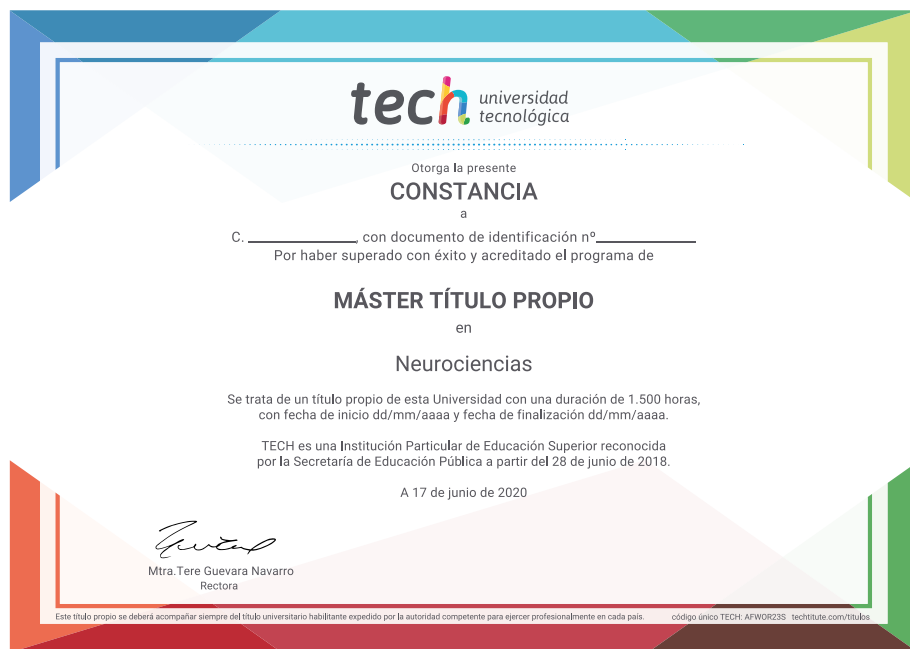 tech universidad
tecnológica
Otorga la presente
CONSTANCIA
a
C. ____________, con documento de identificación nº___________
Por haber superado con éxito y acreditado el programa de
MÁSTER TÍTULO PROPIO
en
Neurociencias
Se trata de un título propio de esta Universidad con una duración de 1.500 horas,
con fecha de inicio dd/mm/aaaa y fecha de finalización dd/mm/aaaa.
TECH es una Institución Particular de Educación Superior reconocida
por la Secretaría de Educación Pública a partir del 28 de junio de 2018.
A 17 de junio de 2020
Mtra.Tere Guevara Navarro
Rectora
Este título propio se deberá acompañar siempre del título universitario habilitante expedido por la autoridad competente para ejercer profesionalmente en cada país. código único TECH: AFWOR23S techtitute.com/titulos